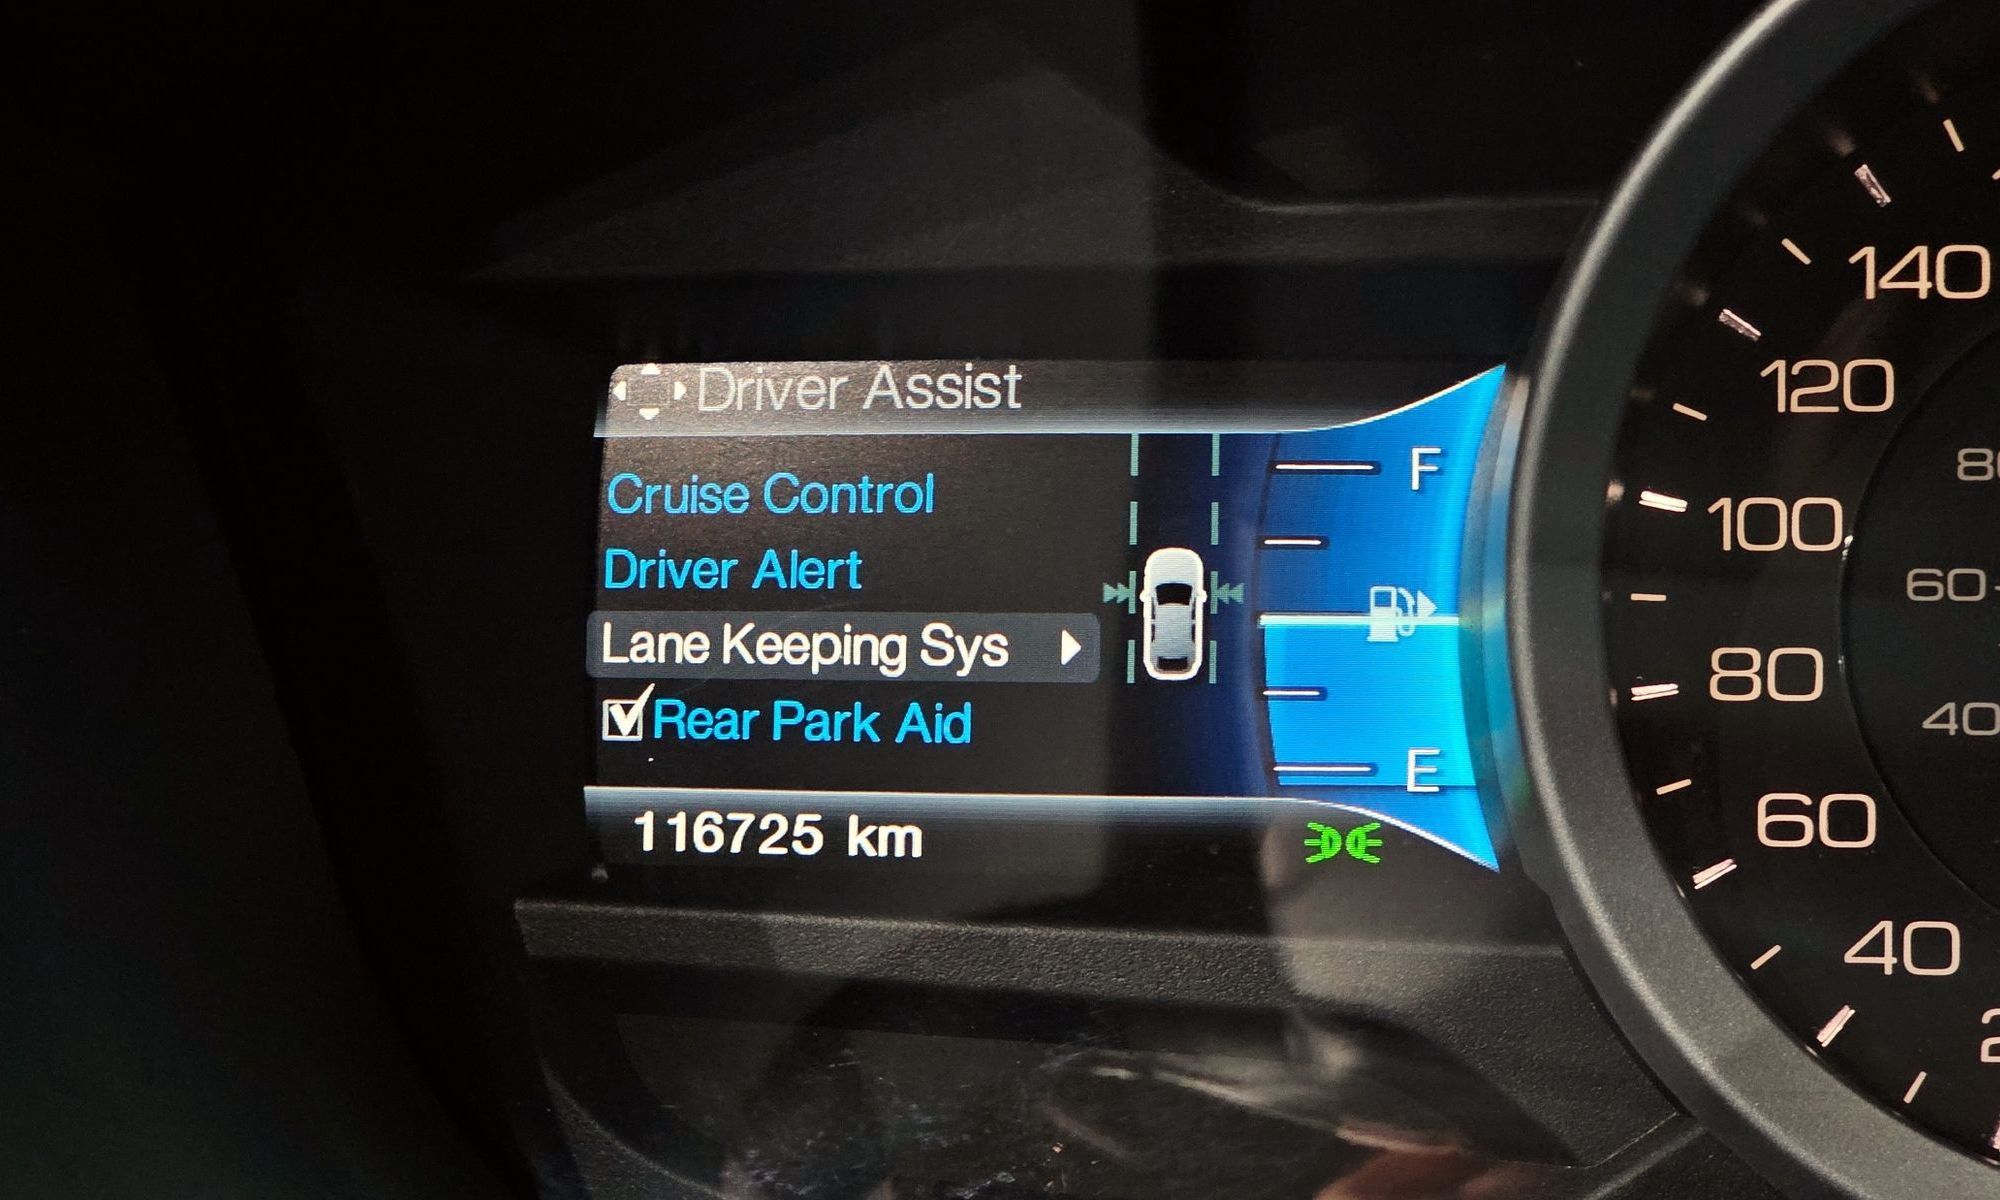 Driver Assist
Cruise Control
Driver Alert
Lane Keeping Sys
Rear Park Aid
116725 km
F
E
140
120
100
80
60
40
60
40